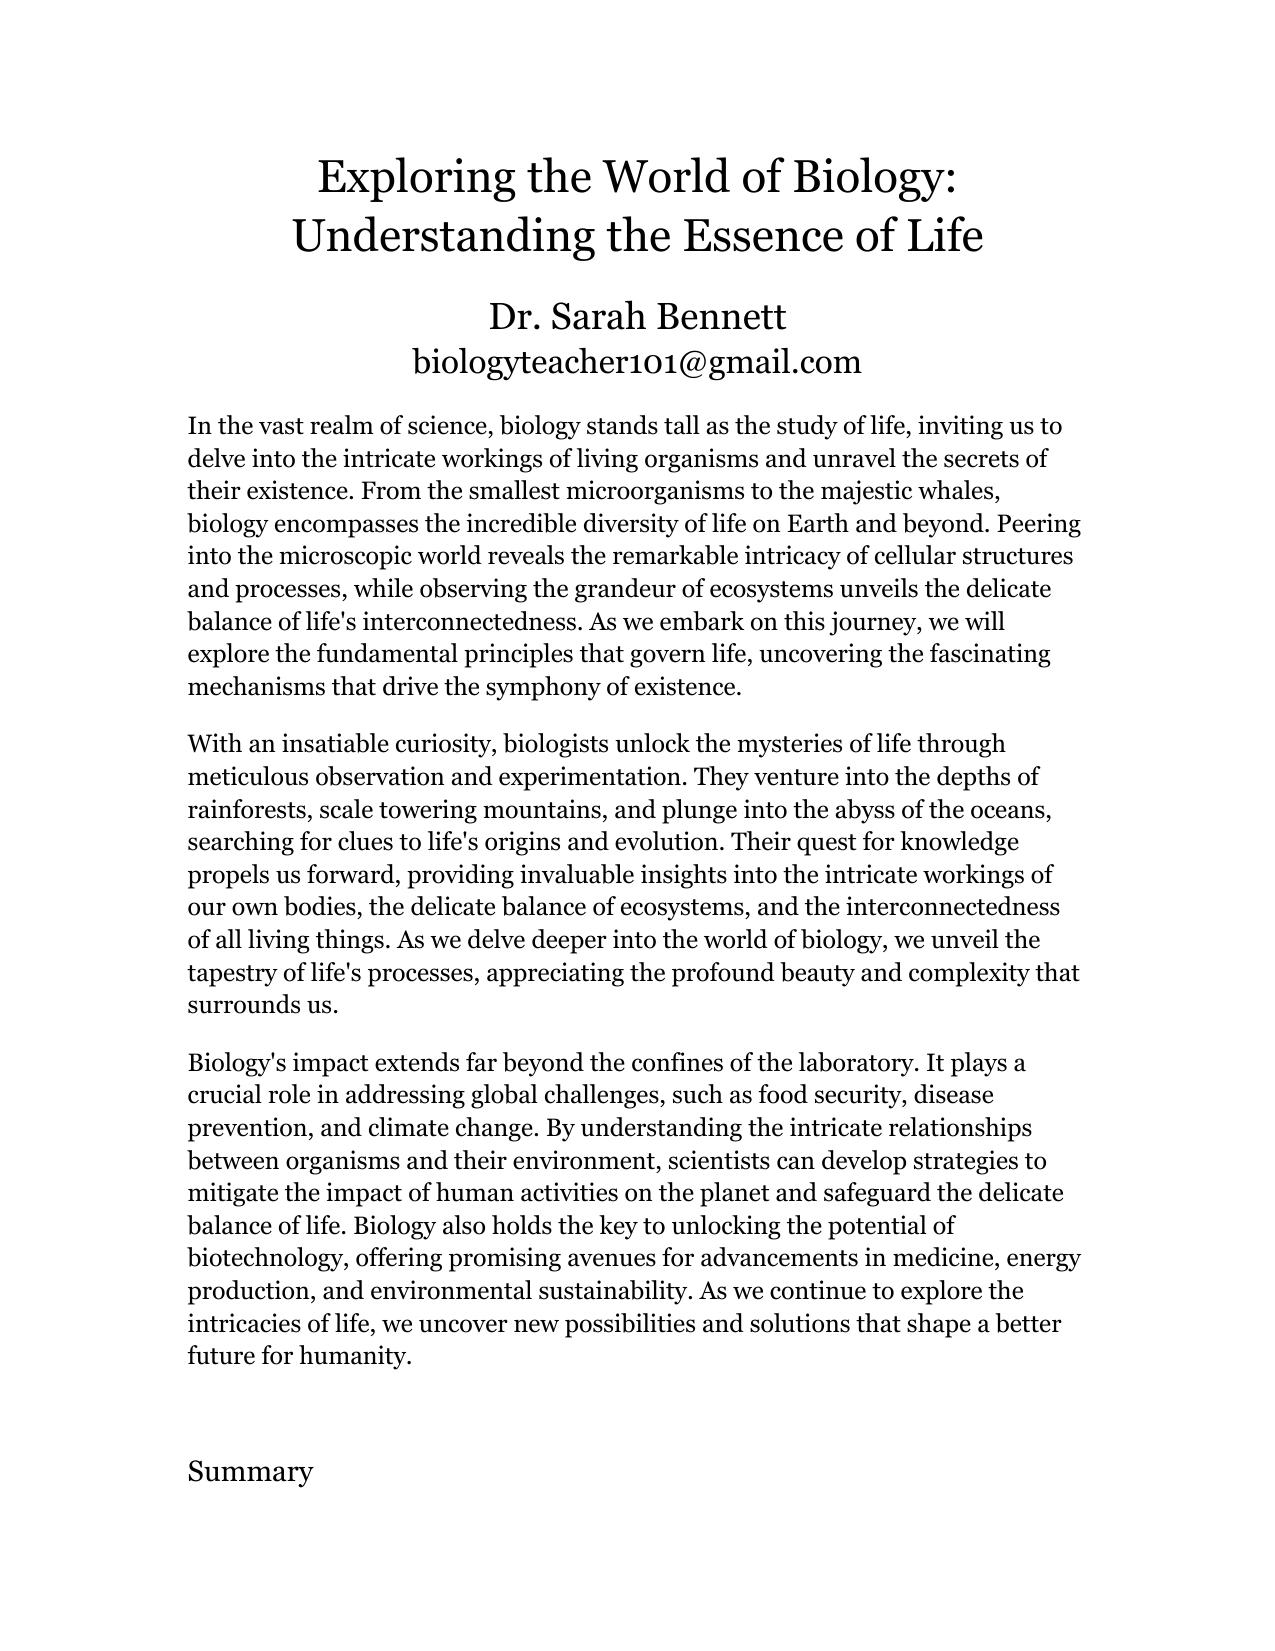 Exploring the World of Biology:
Understanding the Essence of Life
Dr. Sarah Bennett
biologyteacher101@gmail.com
In the vast realm of science, biology stands tall as the study of life, inviting us to
delve into the intricate workings of living organisms and unravel the secrets of
their existence. From the smallest microorganisms to the majestic whales,
biology encompasses the incredible diversity of life on Earth and beyond. Peering
into the microscopic world reveals the remarkable intricacy of cellular structures
and processes, while observing the grandeur of ecosystems unveils the delicate
balance of life's interconnectedness. As we embark on this journey, we will
explore the fundamental principles that govern life, uncovering the fascinating
mechanisms that drive the symphony of existence.
With an insatiable curiosity, biologists unlock the mysteries of life through
meticulous observation and experimentation. They venture into the depths of
rainforests, scale towering mountains, and plunge into the abyss of the oceans,
searching for clues to life's origins and evolution. Their quest for knowledge
propels us forward, providing invaluable insights into the intricate workings of
our own bodies, the delicate balance of ecosystems, and the interconnectedness
of all living things. As we delve deeper into the world of biology, we unveil the
tapestry of life's processes, appreciating the profound beauty and complexity that
surrounds us.
Biology's impact extends far beyond the confines of the laboratory. It plays a
crucial role in addressing global challenges, such as food security, disease
prevention, and climate change. By understanding the intricate relationships
between organisms and their environment, scientists can develop strategies to
mitigate the impact of human activities on the planet and safeguard the delicate
balance of life. Biology also holds the key to unlocking the potential of
biotechnology, offering promising avenues for advancements in medicine, energy
production, and environmental sustainability. As we continue to explore the
intricacies of life, we uncover new possibilities and solutions that shape a better
future for humanity.
Summary